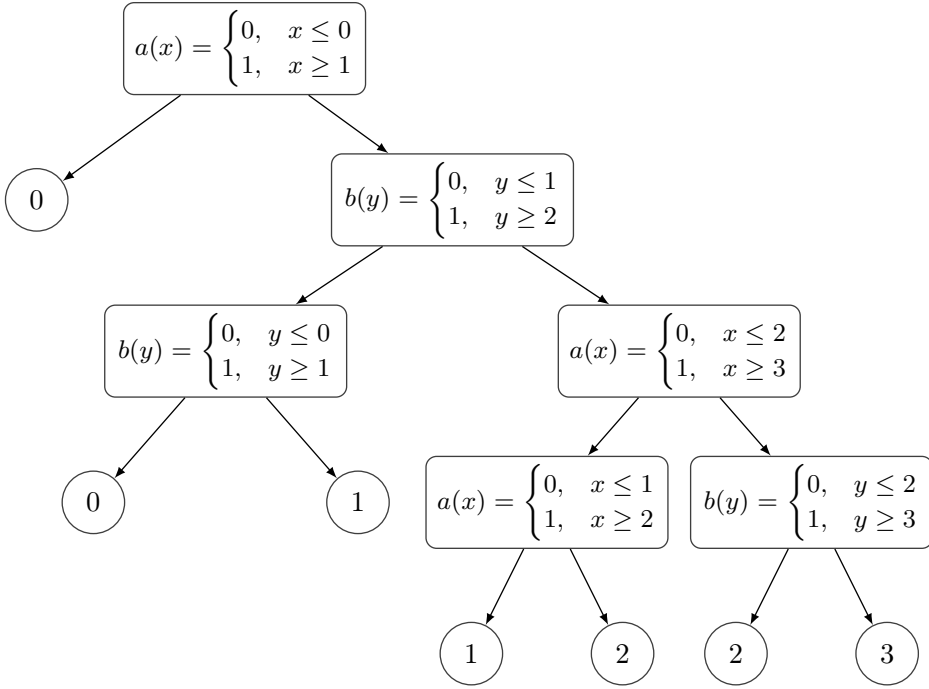 a(x) = { 0, x ≤ 0
1, x ≥ 1
0
b(y) = { 0, y ≤ 1
1, y ≥ 2
b(y) = { 0, y ≤ 0
1, y ≥ 1
a(x) = { 0, x ≤ 2
1, x ≥ 3
0
1
a(x) = { 0, x ≤ 1
1, x ≥ 2
b(y) = { 0, y ≤ 2
1, y ≥ 3
1
2
2
3